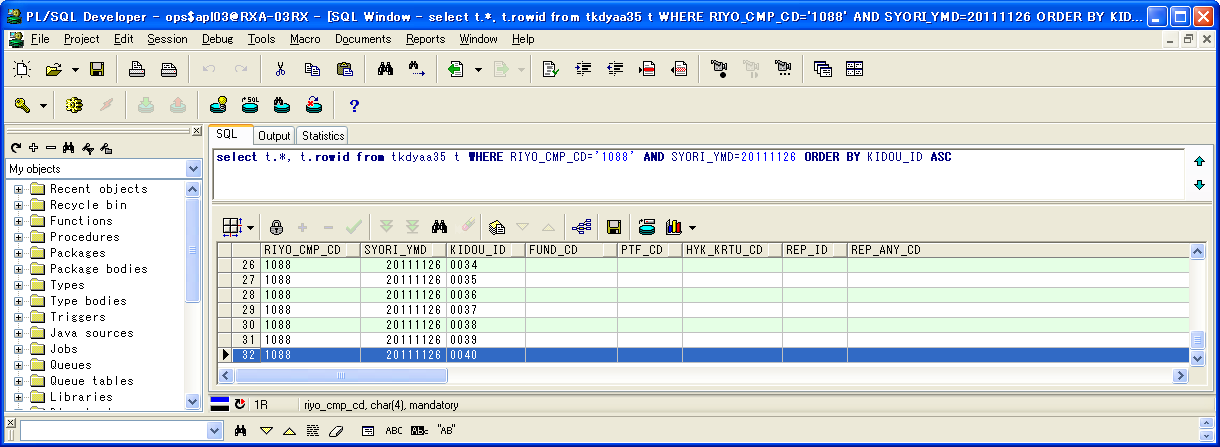 PL/SQL Developer - ops$apl03@RXA-03RX - [SQL Window - select t.*, t.rowid from tkdyaa35 t WHERE RIYO_CMP_CD='1088' AND SYORI_YMD=20111126 ORDER BY KID...
File Project Edit Session Debug Tools Macro Documents Reports Window Help
SQL Output Statistics
select t.*, t.rowid from tkdyaa35 t WHERE RIYO_CMP_CD='1088' AND SYORI_YMD=20111126 ORDER BY KIDOU_ID ASC
My objects
Recent objects
Recycle bin
Functions
Procedures
Packages
Package bodies
Types
Type bodies
Triggers
Java sources
Jobs
Queues
Queue tables
Libraries
RIYO_CMP_CD SYORI_YMD KIDOU_ID FUND_CD PTF_CD HYK_KRTU_CD REP_ID REP_ANY_CD
26 1088 20111126 0034
27 1088 20111126 0035
28 1088 20111126 0036
29 1088 20111126 0037
30 1088 20111126 0038
31 1088 20111126 0039
32 1088 20111126 0040
1R riyo_cmp_cd, char(4), mandatory
ABC "AB"